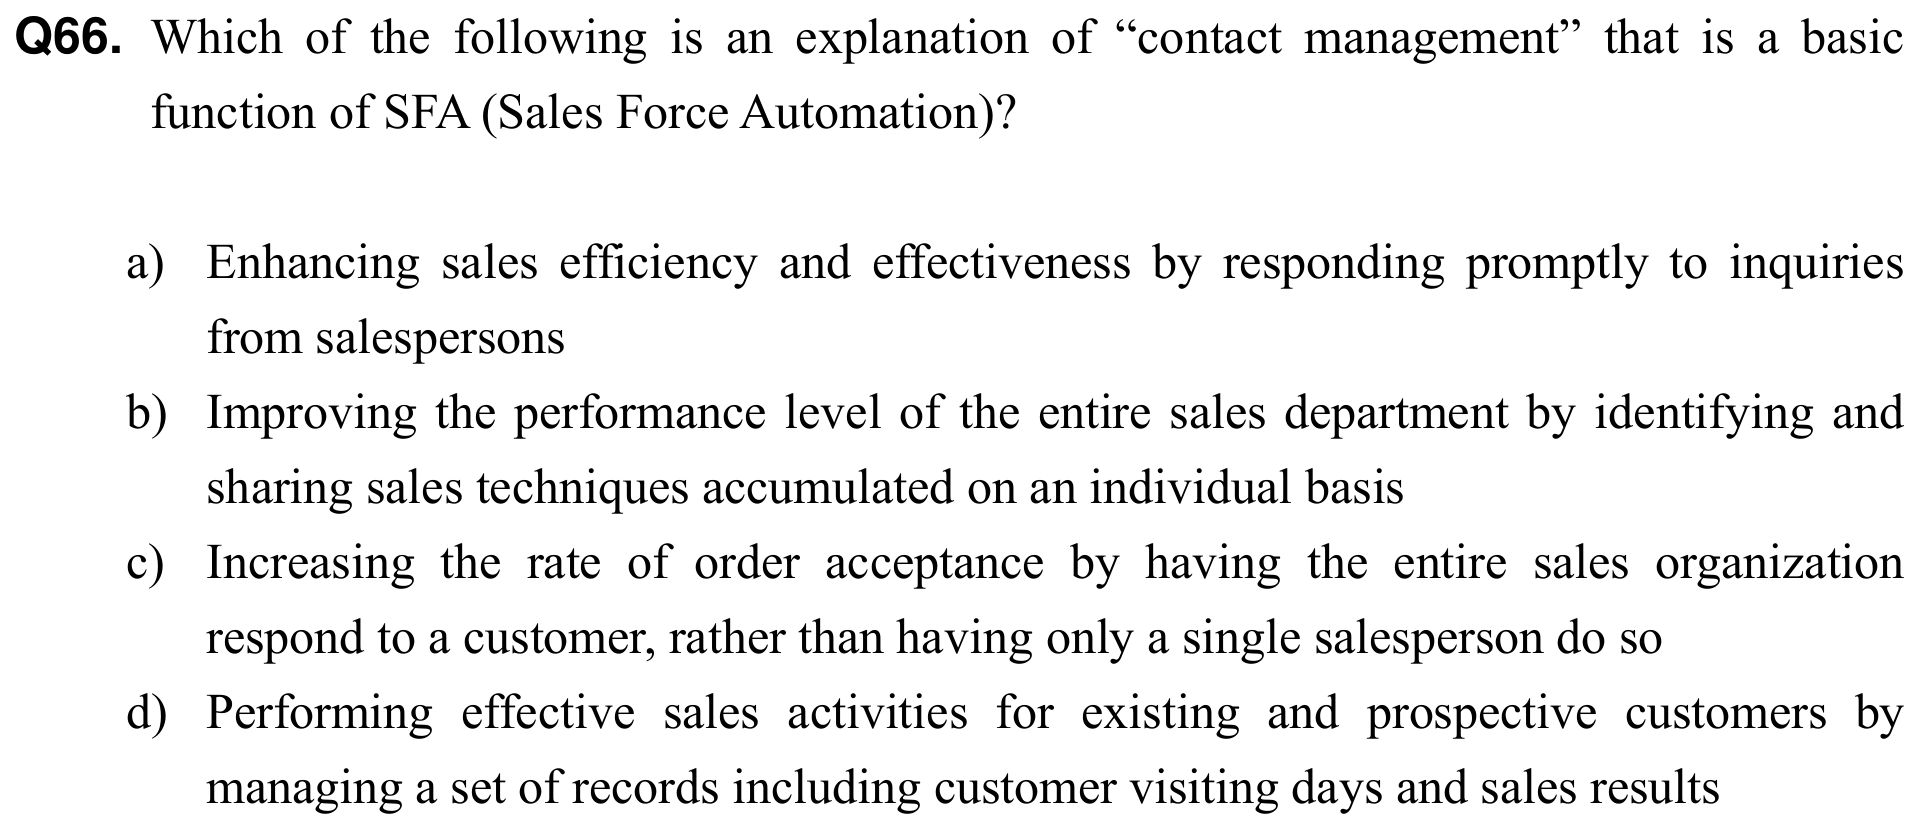 Q66. Which of the following is an explanation of “contact management” that is a basic
function of SFA (Sales Force Automation)?
a) Enhancing sales efficiency and effectiveness by responding promptly to inquiries
from salespersons
b) Improving the performance level of the entire sales department by identifying and
sharing sales techniques accumulated on an individual basis
c) Increasing the rate of order acceptance by having the entire sales organization
respond to a customer, rather than having only a single salesperson do so
d) Performing effective sales activities for existing and prospective customers by
managing a set of records including customer visiting days and sales results